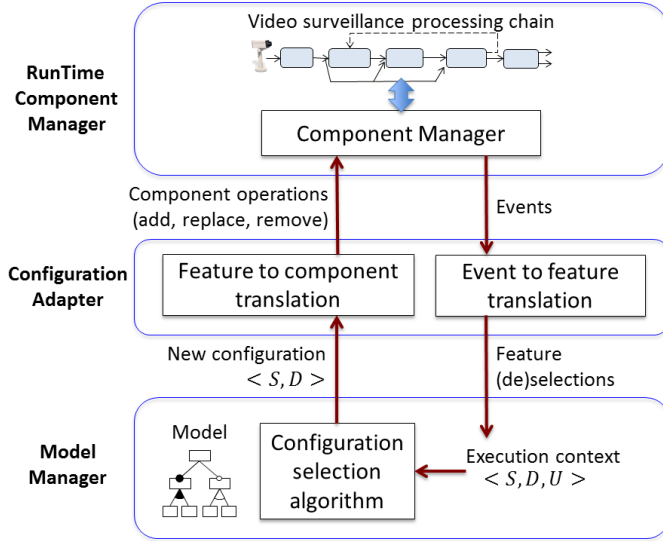 Video surveillance processing chain
RunTime
Component
Manager
Component Manager
Component operations
(add, replace, remove)
Events
Configuration
Adapter
Feature to component
translation
Event to feature
translation
New configuration
< S, D >
Feature
(de)selections
Model
Manager
Model
Configuration
selection
algorithm
Execution context
< S, D, U >